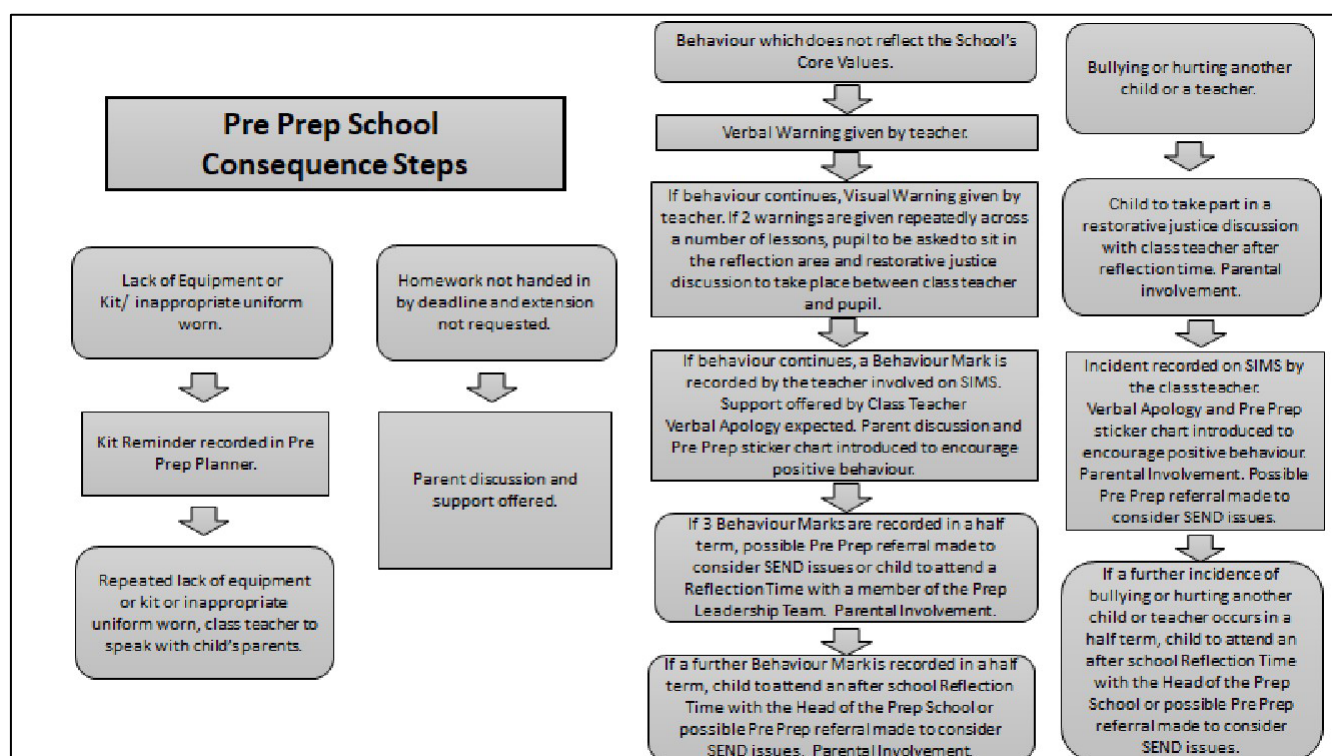 Pre Prep School
Consequence Steps
Lack of Equipment or
Kit/ inappropriate uniform
worn.
Kit Reminder recorded in Pre
Prep Planner.
Repeated lack of equipment
or kit or inappropriate
uniform worn, class teacher to
speak with child's parents.
Homework not handed in
by deadline and extension
not requested.
Parent discussion and
support offered.
Behaviour which does not reflect the School's
Core Values.
Verbal Warning given by teacher.
If behaviour continues, Visual Warning given by
teacher. If 2 warnings are given repeatedly across
a number of lessons, pupil to be asked to sit in
the reflection area and restorative justice
discussion to take place between class teacher
and pupil.
If behaviour continues, a Behaviour Mark is
recorded by the teacher involved on SIMS.
Support offered by Class Teacher
Verbal Apology expected. Parent discussion and
Pre Prep sticker chart introduced to encourage
positive behaviour.
If 3 Behaviour Marks are recorded in a half
term, possible Pre Prep referral made to
consider SEND issues or child to attend a
Reflection Time with a member of the Prep
Leadership Team. Parental Involvement.
If a further Behaviour Mark is recorded in a half
term, child to attend an after school Reflection
Time with the Head of the Prep School or
possible Pre Prep referral made to consider
SEND issues. Parental Involvement.
Bullying or hurting another
child or a teacher.
Child to take part in a
restorative justice discussion
with class teacher after
reflection time. Parental
involvement.
Incident recorded on SIMS by
the class teacher.
Verbal Apology and Pre Prep
sticker chart introduced to
encourage positive behaviour.
Parental Involvement. Possible
Pre Prep referral made to
consider SEND issues.
If a further incidence of
bullying or hurting another
child or teacher occurs in a
half term, child to attend an
after school Reflection Time
with the Head of the Prep
School or possible Pre Prep
referral made to consider
SEND issues.